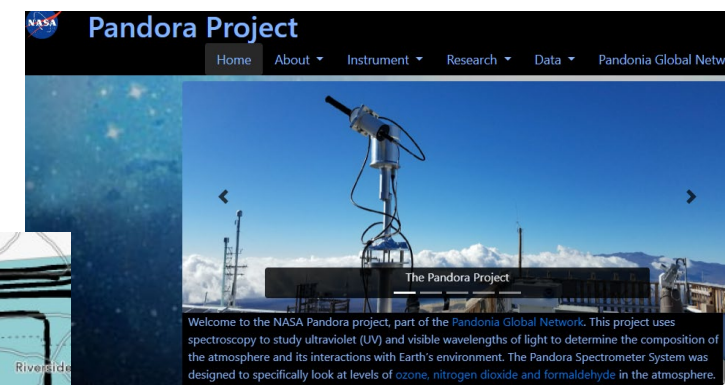 NASA
Pandora Project
Home About Instrument Research Data Pandonia Global Netw
The Pandora Project
Welcome to the NASA Pandora project, part of the Pandonia Global Network. This project uses
spectroscopy to study ultraviolet (UV) and visible wavelengths of light to determine the composition of
the atmosphere and its interactions with Earth's environment. The Pandora Spectrometer System was
designed to specifically look at levels of ozone, nitrogen dioxide and formaldehyde in the atmosphere.
Riverside